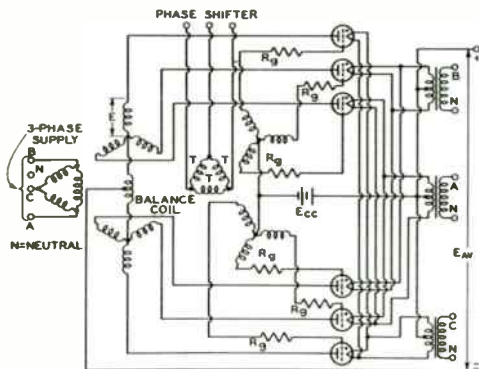 PHASE SHIFTER
Rg
Rg
B
N
E
3-PHASE SUPPLY
B
N
C
A
N=NEUTRAL
T
T
T
Rg
BALANCE COIL
Ecc
A
N
EAV
Rg
Rg
Rg
C
N
+
-